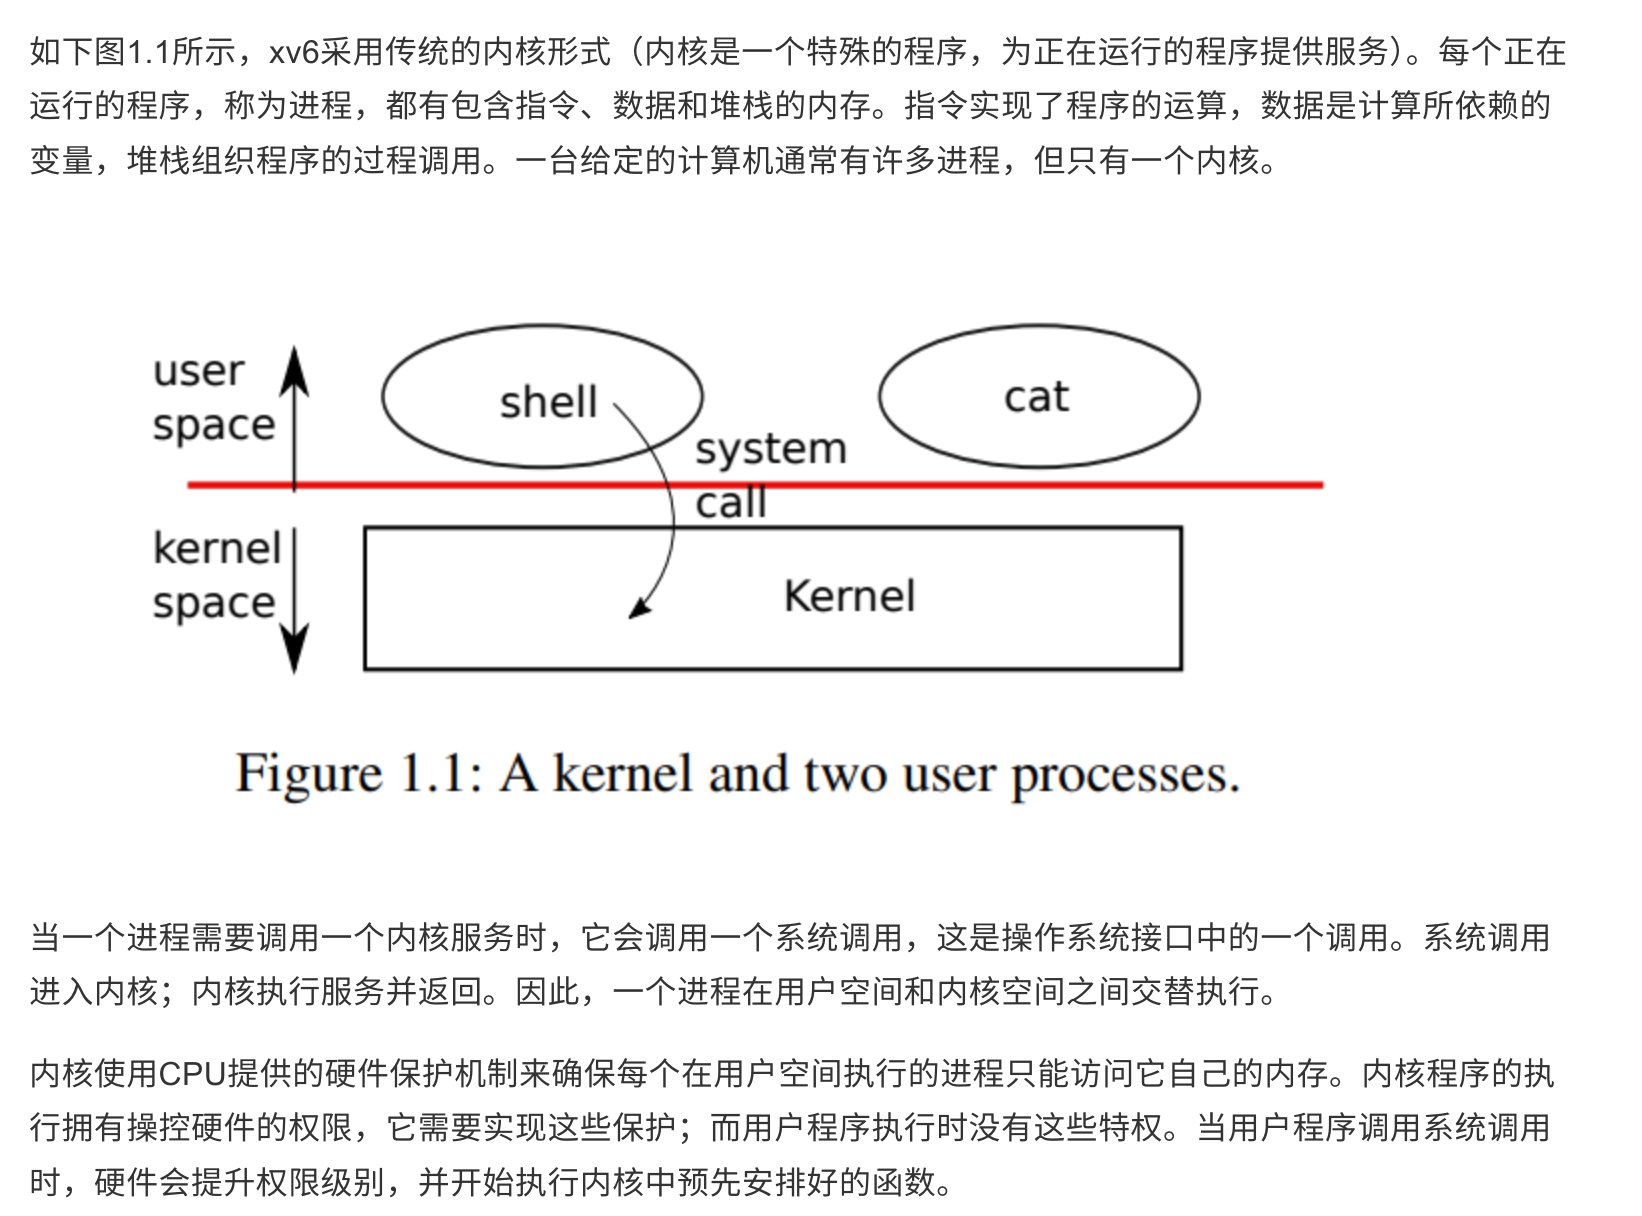 如下图1.1所示，xv6采用传统的内核形式（内核是一个特殊的程序，为正在运行的程序提供服务）。每个正在
运行的程序，称为进程，都有包含指令、数据和堆栈的内存。指令实现了程序的运算，数据是计算所依赖的
变量，堆栈组织程序的过程调用。一台给定的计算机通常有许多进程，但只有一个内核。
user
space
shell
cat
system
call
kernel
space
Kernel
Figure 1.1: A kernel and two user processes.
当一个进程需要调用一个内核服务时，它会调用一个系统调用，这是操作系统接口中的一个调用。系统调用
进入内核；内核执行服务并返回。因此，一个进程在用户空间和内核空间之间交替执行。
内核使用CPU提供的硬件保护机制来确保每个在用户空间执行的进程只能访问它自己的内存。内核程序的执
行拥有操控硬件的权限，它需要实现这些保护；而用户程序执行时没有这些特权。当用户程序调用系统调用
时，硬件会提升权限级别，并开始执行内核中预先安排好的函数。